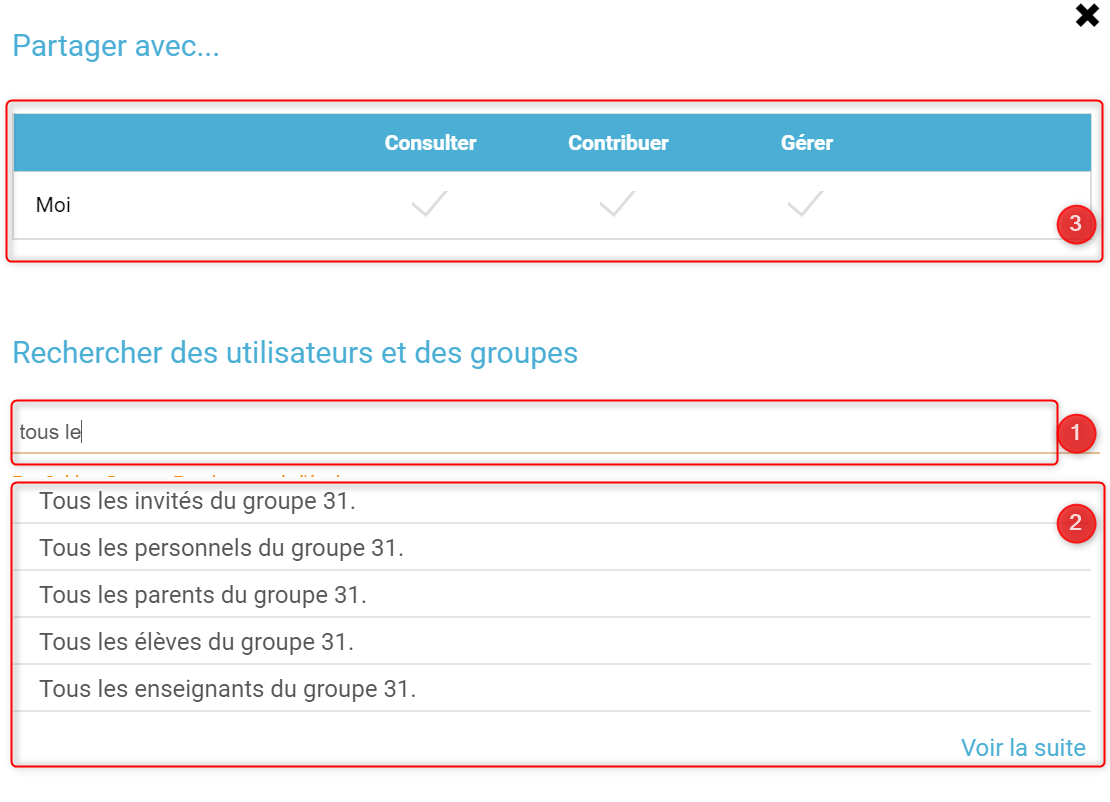 Partager avec...
Consulter Contribuer Gérer
Moi
3
Rechercher des utilisateurs et des groupes
tous le
1
Tous les invités du groupe 31.
2
Tous les personnels du groupe 31.
Tous les parents du groupe 31.
Tous les élèves du groupe 31.
Tous les enseignants du groupe 31.
Voir la suite